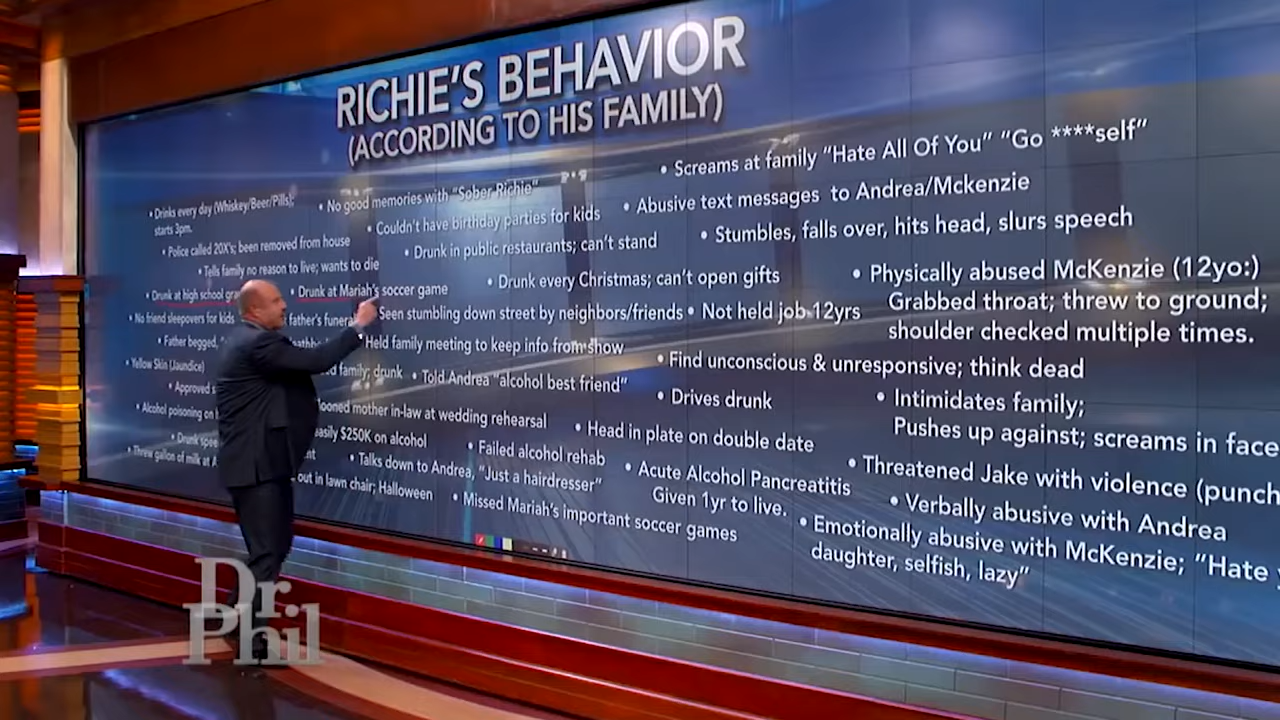 RICHIE'S BEHAVIOR
(ACCORDING TO HIS FAMILY)
• Drinks every day (Whiskey/Beer/Pills);
starts 3pm.
• Police called 20X's; been removed from house
• Tells family no reason to live; wants to die
• Drunk at high school
• Drunk at Mariah's soccer game
• No friend sleepovers for kids
father's funeral
• Father begged,
• Yellow Skin (Jaundice)
family; drunk
• Approved
• Alcohol poisoning on
mother in-law at wedding rehearsal
• Drunk
easily $250K on alcohol
• Threw gallon of milk at
out in lawn chair; Halloween
• No good memories with "Sober Richie"
• Couldn't have birthday parties for kids
• Drunk in public restaurants; can't stand
• Drunk every Christmas; can't open gifts
Seen stumbling down street by neighbors/friends
• Not held job 12yrs
Held family meeting to keep info from show
• Told Andrea "alcohol best friend"
• Failed alcohol rehab
• Talks down to Andrea, "Just a hairdresser"
• Missed Mariah's important soccer games
• Screams at family "Hate All Of You" "Go ****self"
• Abusive text messages to Andrea/Mckenzie
• Stumbles, falls over, hits head, slurs speech
• Physically abused McKenzie (12yo:)
Grabbed throat; threw to ground;
shoulder checked multiple times.
• Find unconscious & unresponsive; think dead
• Drives drunk
• Intimidates family;
Pushes up against; screams in face
• Head in plate on double date
• Acute Alcohol Pancreatitis
Given 1yr to live.
• Threatened Jake with violence (punch
• Verbally abusive with Andrea
• Emotionally abusive with McKenzie; "Hate
daughter, selfish, lazy"
Dr.
Phil